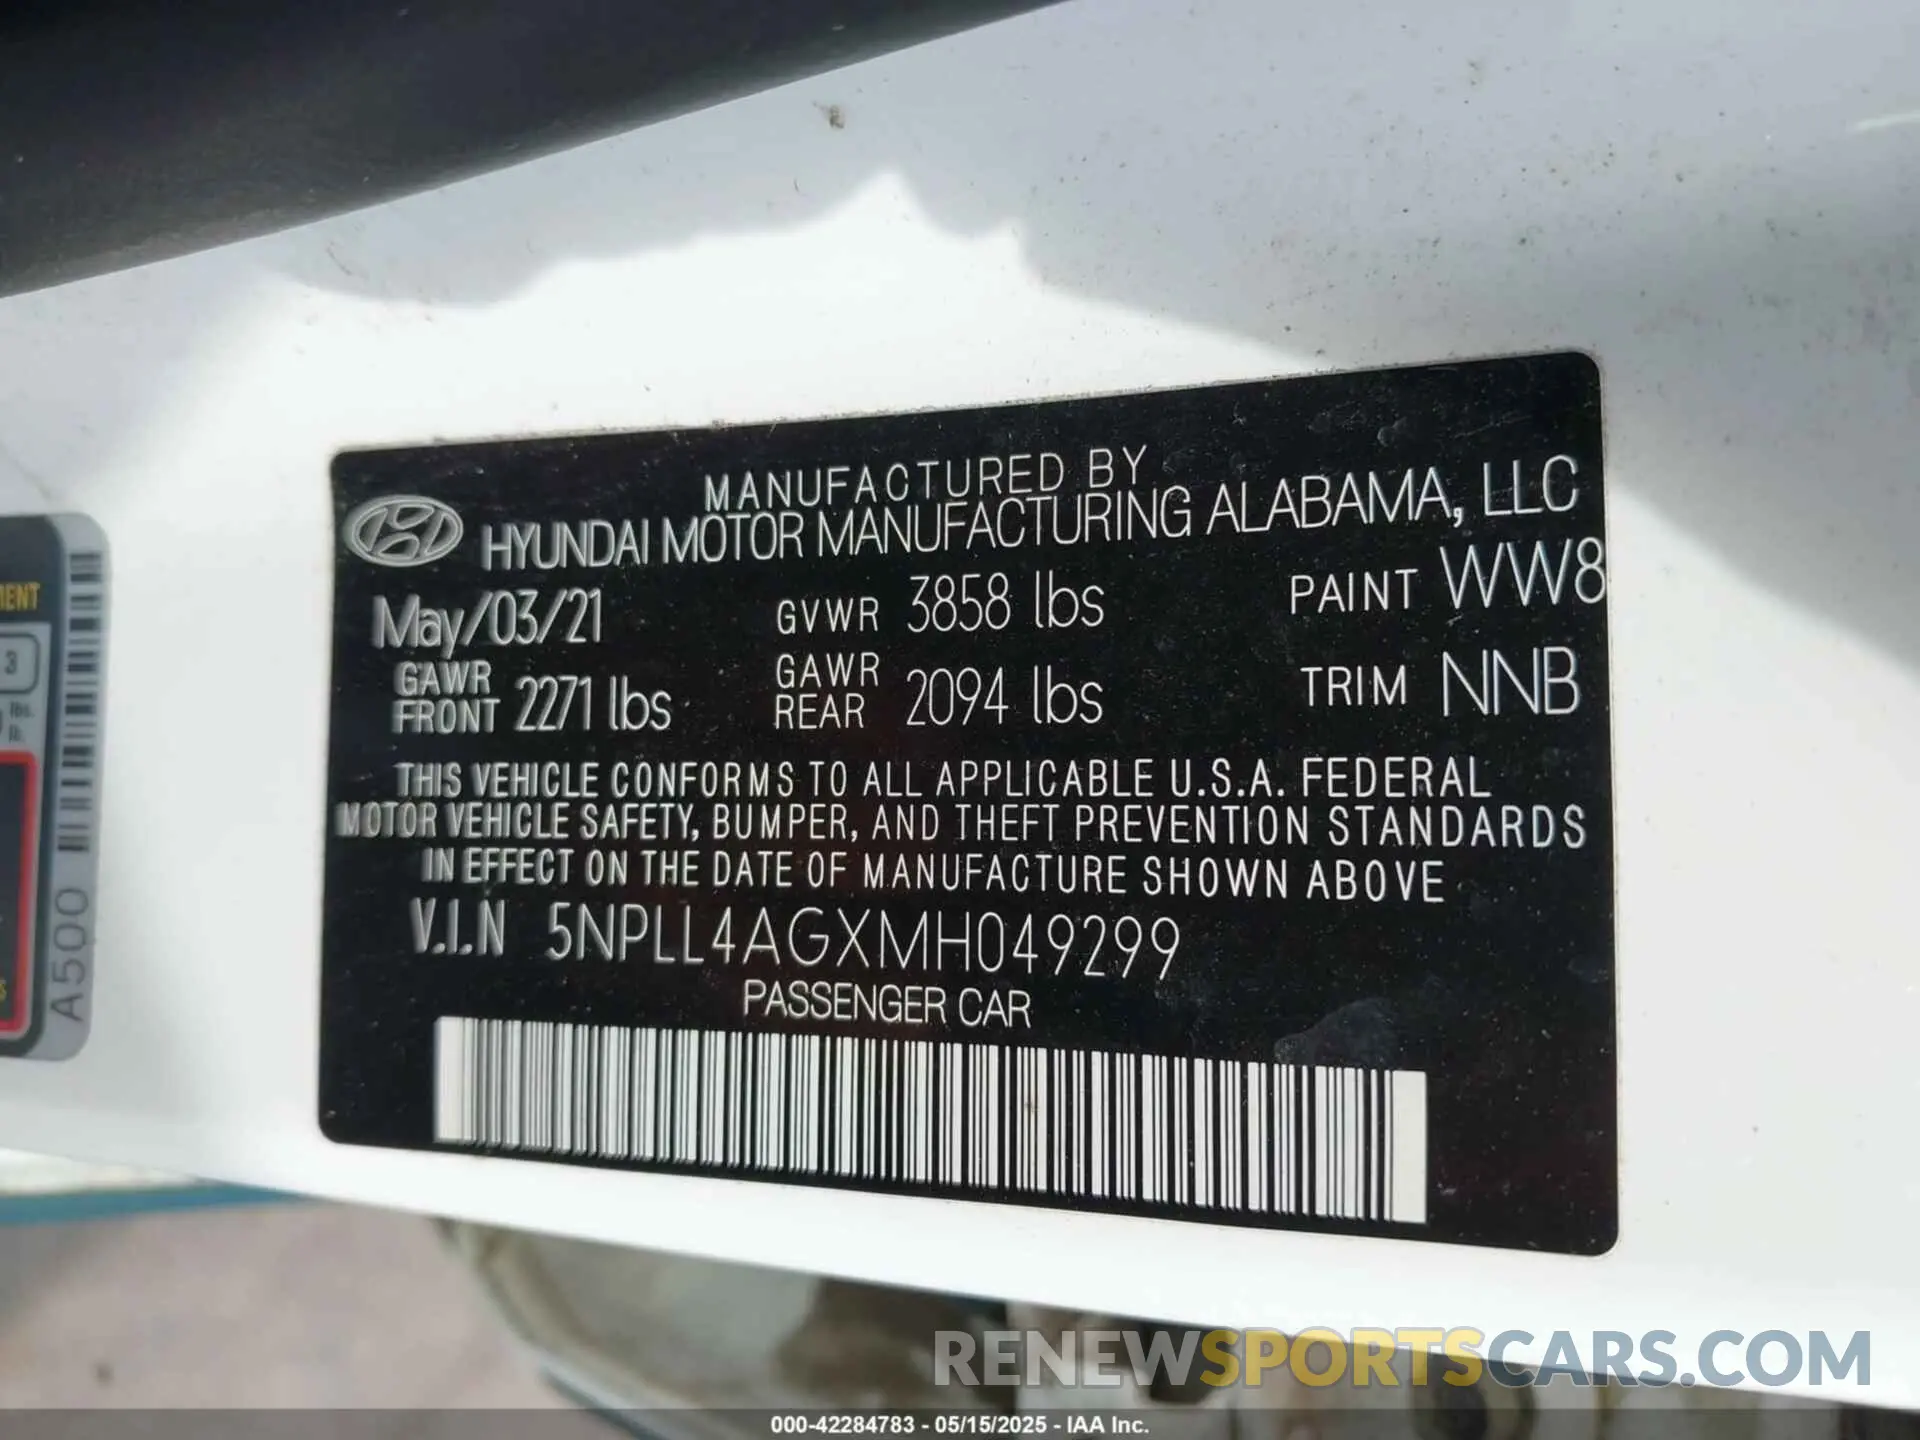 MANUFACTURED BY
HYUNDAI MOTOR MANUFACTURING ALABAMA, LLC
May/03/21 GVWR 3858 lbs PAINT WW8
GAWR FRONT 2271 lbs GAWR REAR 2094 lbs TRIM NNB
THIS VEHICLE CONFORMS TO ALL APPLICABLE U.S.A. FEDERAL
MOTOR VEHICLE SAFETY, BUMPER, AND THEFT PREVENTION STANDARDS
IN EFFECT ON THE DATE OF MANUFACTURE SHOWN ABOVE
V.I.N 5NPLL4AGXMH049299
PASSENGER CAR
3
lbs.
lb.
A500
RENEWSPORTSCARS.COM
000-42284783 - 05/15/2025 - IAA Inc.